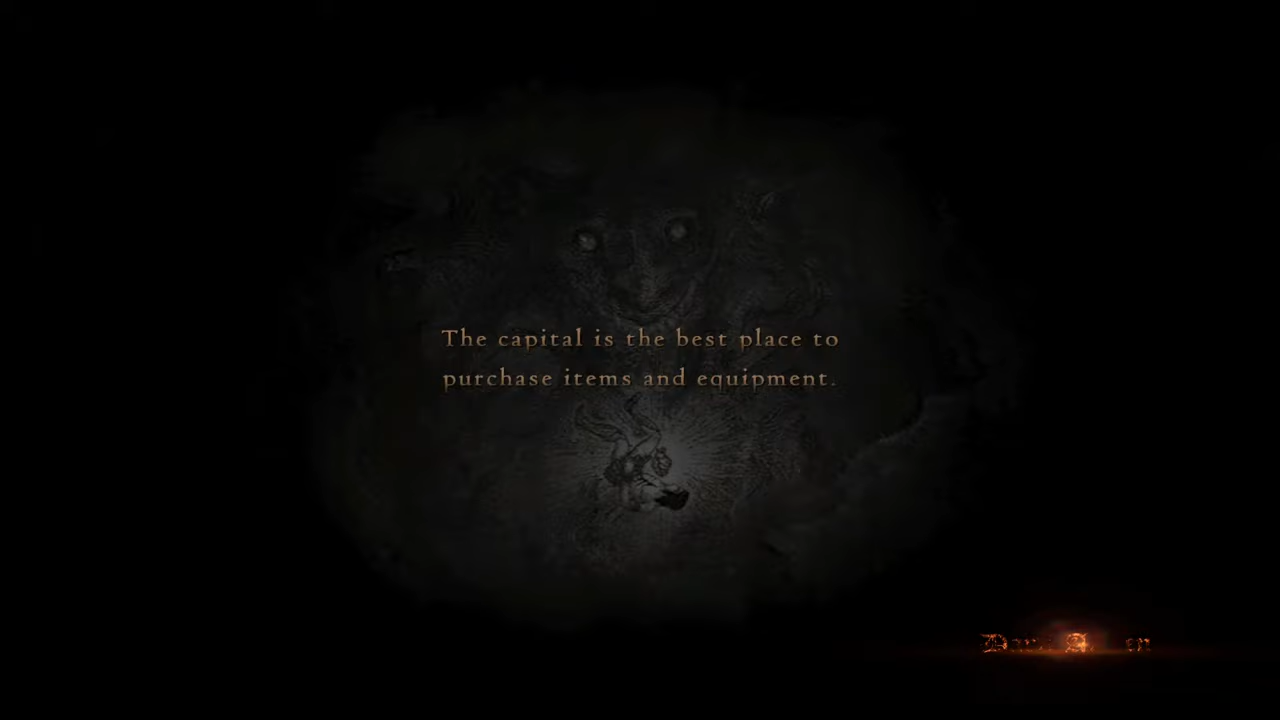 The capital is the best place to
purchase items and equipment.